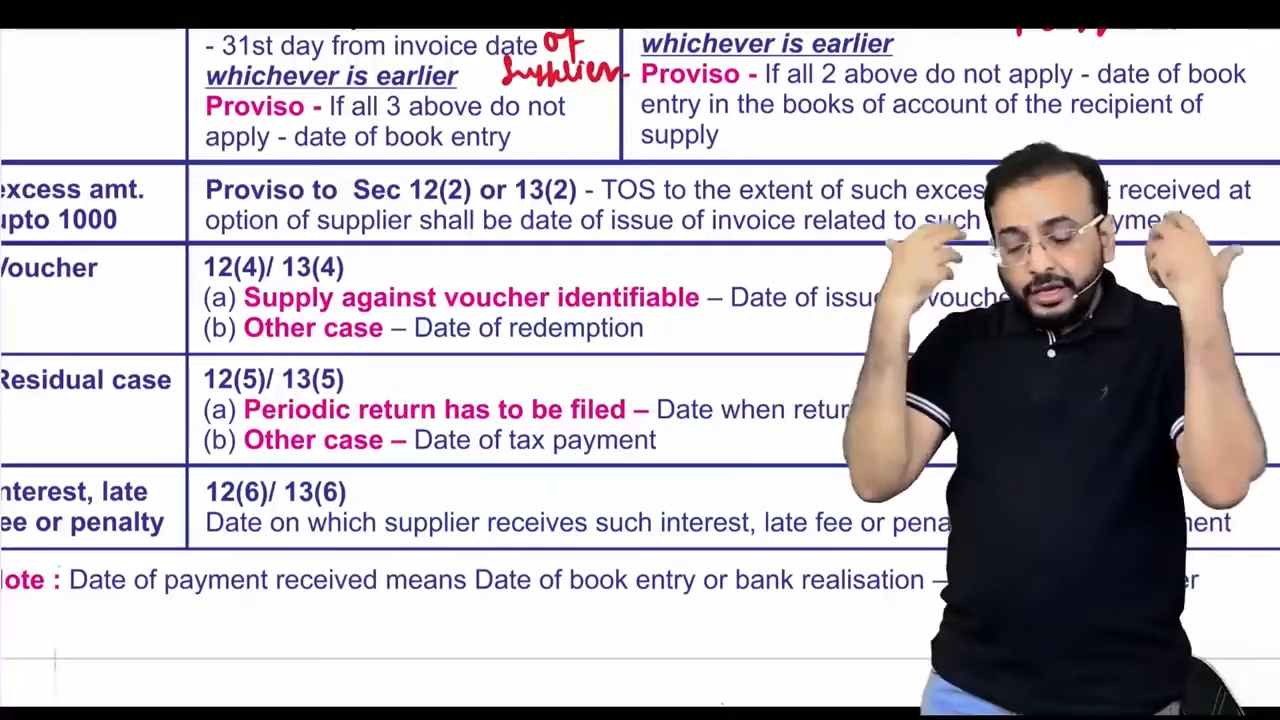 - 31st day from invoice date of
supplier
whichever is earlier
Proviso - If all 3 above do not
apply - date of book entry
whichever is earlier
Proviso - If all 2 above do not apply - date of book
entry in the books of account of the recipient of
supply
excess amt.
upto 1000
Proviso to Sec 12(2) or 13(2) - TOS to the extent of such exces t received at
option of supplier shall be date of issue of invoice related to such yment
Voucher
12(4)/ 13(4)
(a) Supply against voucher identifiable – Date of issu vouche
(b) Other case – Date of redemption
Residual case
12(5)/ 13(5)
(a) Periodic return has to be filed – Date when retur
(b) Other case – Date of tax payment
nterest, late
ee or penalty
12(6)/ 13(6)
Date on which supplier receives such interest, late fee or pena ment
lote : Date of payment received means Date of book entry or bank realisation – er